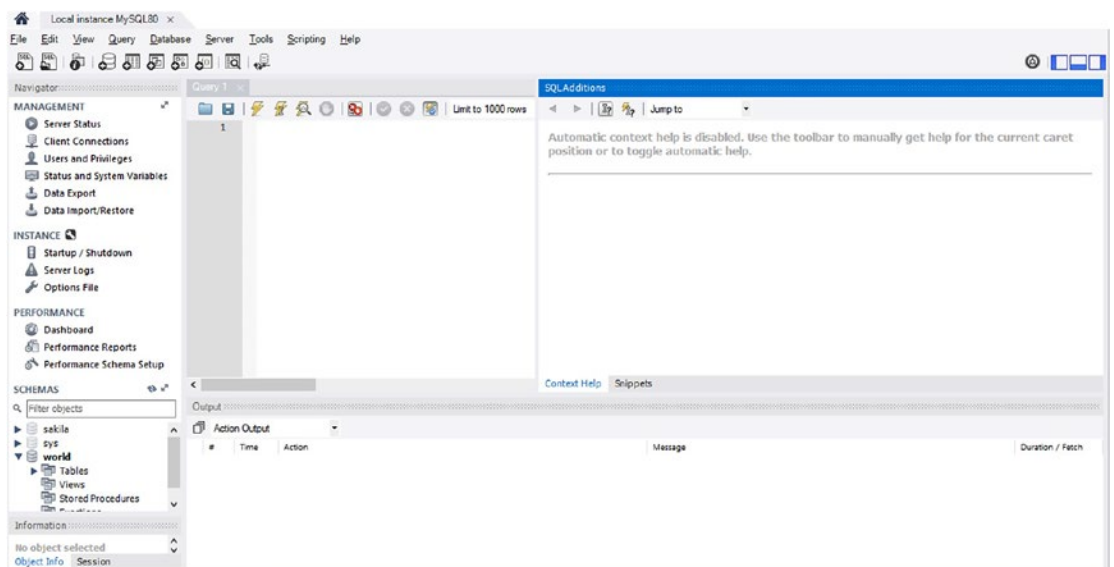 Local instance MySQL80 ×
File Edit View Query Database Server Tools Scripting Help
Navigator
MANAGEMENT
Server Status
Client Connections
Users and Privileges
Status and System Variables
Data Export
Data Import/Restore
INSTANCE
Startup / Shutdown
Server Logs
Options File
PERFORMANCE
Dashboard
Performance Reports
Performance Schema Setup
SCHEMAS
Filter objects
sakila
sys
world
Tables
Views
Stored Procedures
Information
No object selected
Object Info Session
Query 1 ×
Limit to 1000 rows
1
SQLAdditions
Jump to
Automatic context help is disabled. Use the toolbar to manually get help for the current caret
position or to toggle automatic help.
Context Help Snippets
Output
Action Output
# Time Action Message Duration / Fetch